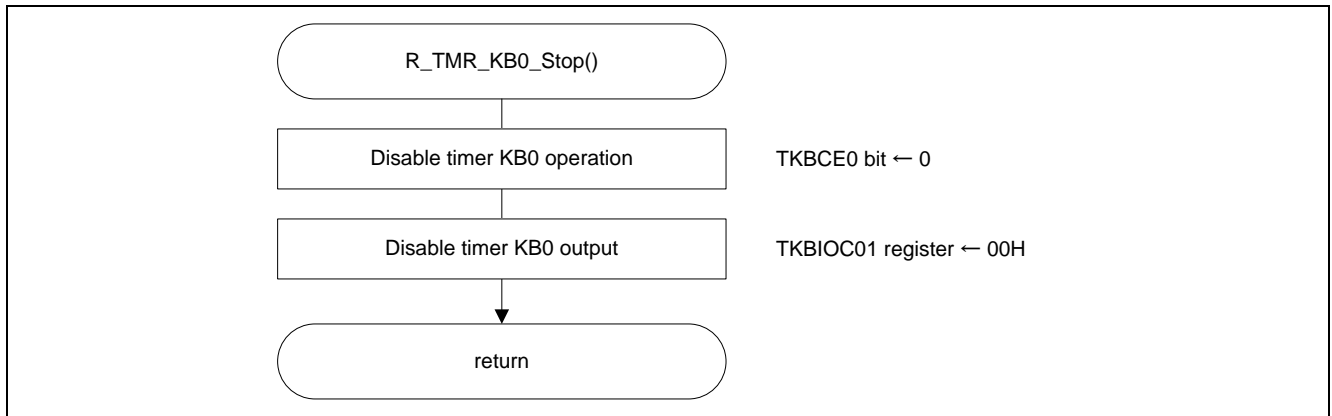 R_TMR_KB0_Stop()
Disable timer KB0 operation
TKBCE0 bit ← 0
Disable timer KB0 output
TKBIOC01 register ← 00H
return